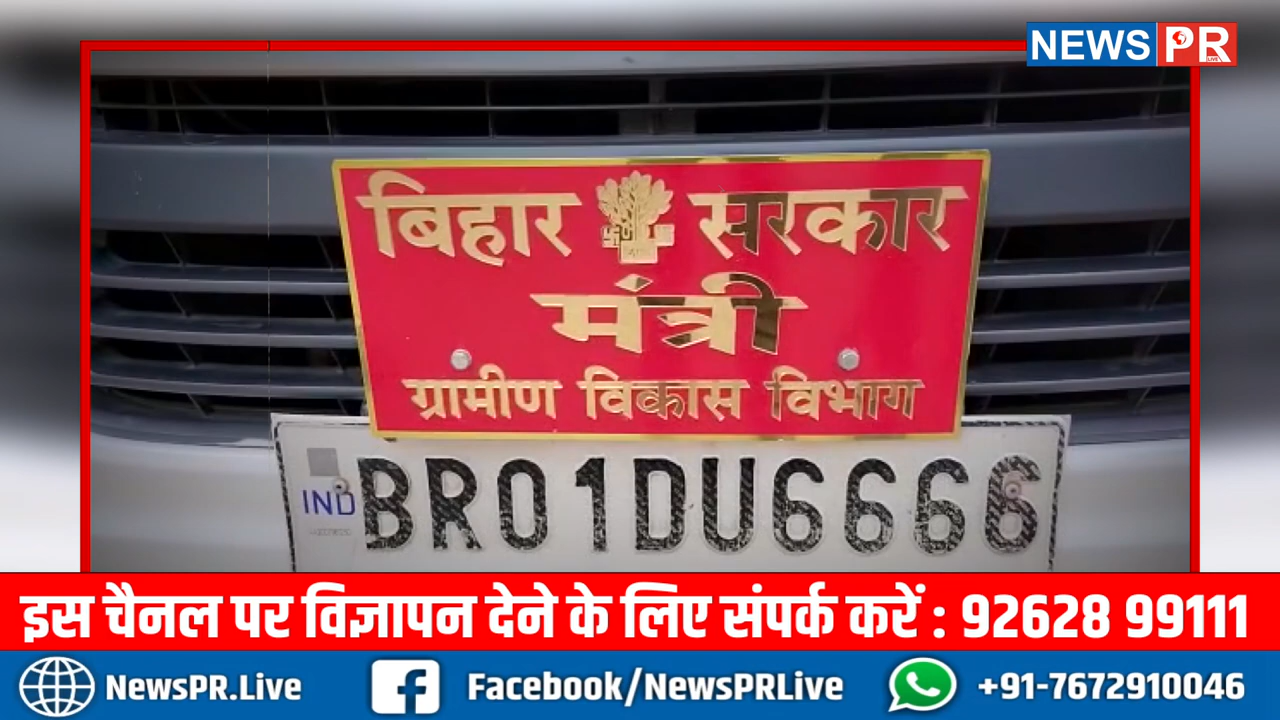 NEWS PR
LIVE
बिहार सरकार
मंत्री
ग्रामीण विकास विभाग
IND
BR01DU6666
इस चैनल पर विज्ञापन देने के लिए संपर्क करें : 92628 99111
NewsPR.Live Facebook/NewsPRLive +91-7672910046